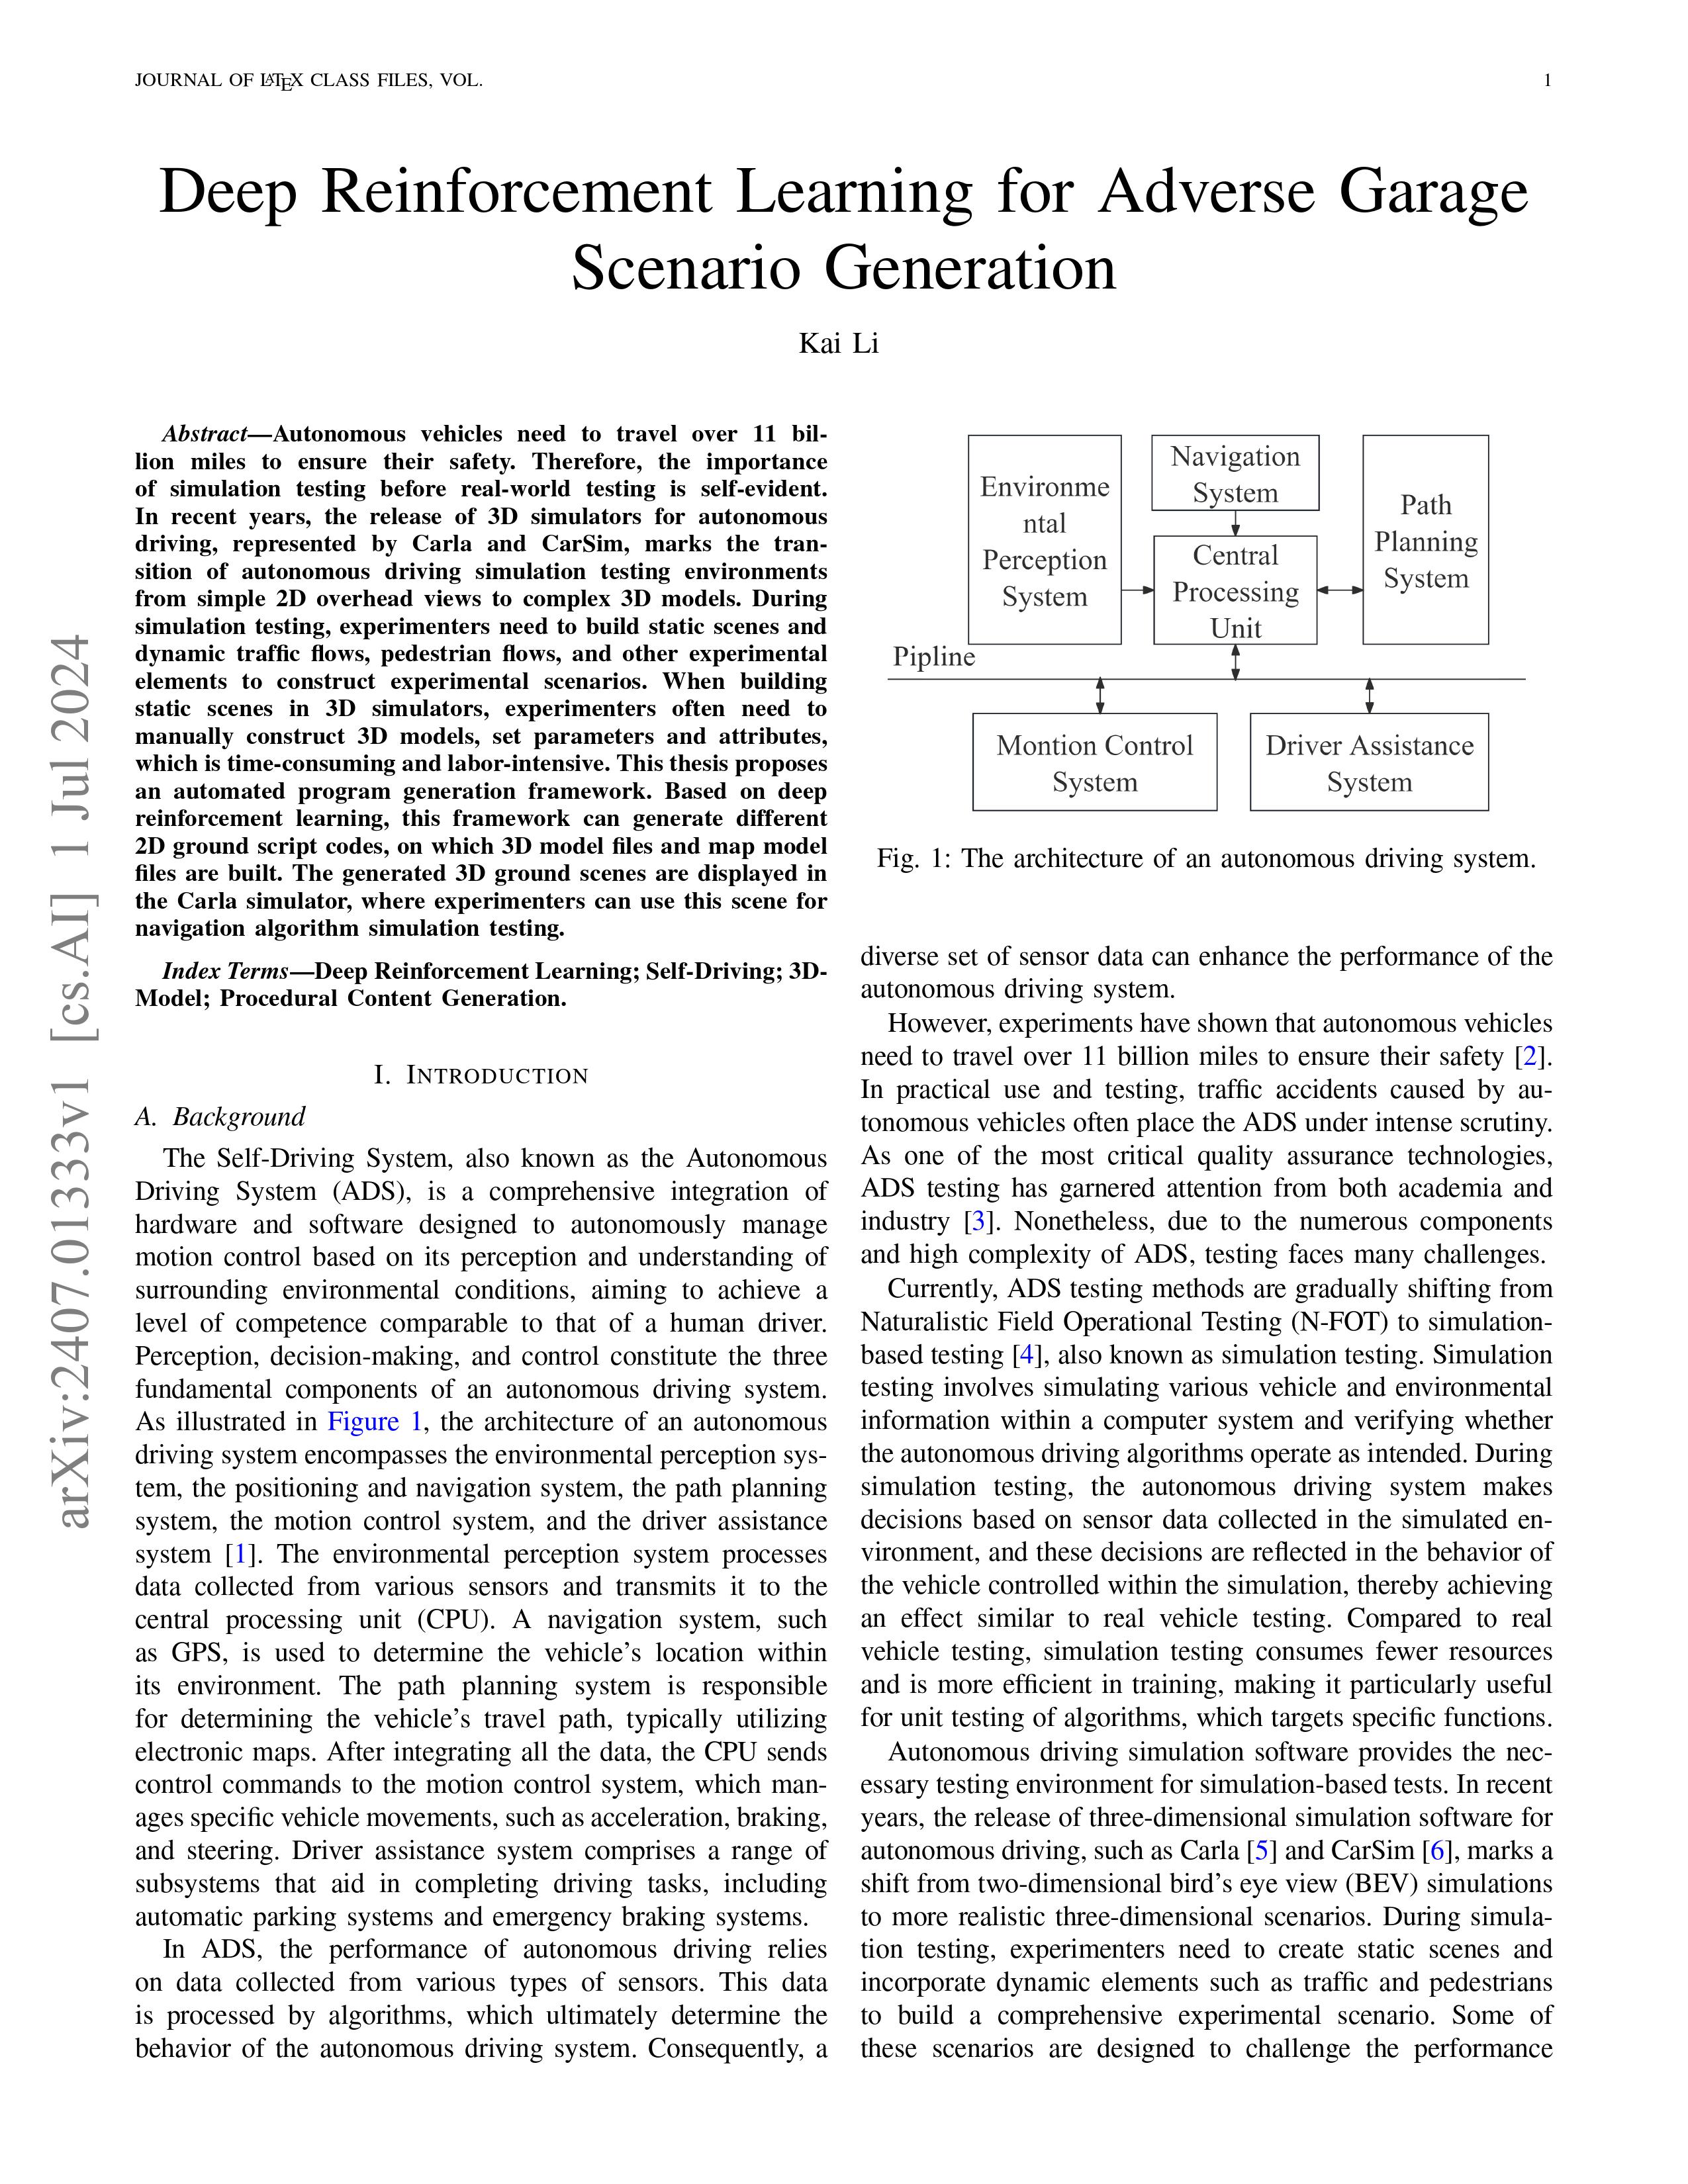 JOURNAL OF LATEX CLASS FILES, VOL.
1
Deep Reinforcement Learning for Adverse Garage
Scenario Generation
Kai Li
Abstract—Autonomous vehicles need to travel over 11 bil-
lion miles to ensure their safety. Therefore, the importance
of simulation testing before real-world testing is self-evident.
In recent years, the release of 3D simulators for autonomous
driving, represented by Carla and CarSim, marks the tran-
sition of autonomous driving simulation testing environments
from simple 2D overhead views to complex 3D models. During
simulation testing, experimenters need to build static scenes and
dynamic traffic flows, pedestrian flows, and other experimental
elements to construct experimental scenarios. When building
static scenes in 3D simulators, experimenters often need to
manually construct 3D models, set parameters and attributes,
which is time-consuming and labor-intensive. This thesis proposes
an automated program generation framework. Based on deep
reinforcement learning, this framework can generate different
2D ground script codes, on which 3D model files and map model
files are built. The generated 3D ground scenes are displayed in
the Carla simulator, where experimenters can use this scene for
navigation algorithm simulation testing.
Index Terms—Deep Reinforcement Learning; Self-Driving; 3D-
Model; Procedural Content Generation.
I. INTRODUCTION
A. Background
The Self-Driving System, also known as the Autonomous
Driving System (ADS), is a comprehensive integration of
hardware and software designed to autonomously manage
motion control based on its perception and understanding of
surrounding environmental conditions, aiming to achieve a
level of competence comparable to that of a human driver.
Perception, decision-making, and control constitute the three
fundamental components of an autonomous driving system.
As illustrated in Figure 1, the architecture of an autonomous
driving system encompasses the environmental perception sys-
tem, the positioning and navigation system, the path planning
system, the motion control system, and the driver assistance
system [1]. The environmental perception system processes
data collected from various sensors and transmits it to the
central processing unit (CPU). A navigation system, such
as GPS, is used to determine the vehicle's location within
its environment. The path planning system is responsible
for determining the vehicle's travel path, typically utilizing
electronic maps. After integrating all the data, the CPU sends
control commands to the motion control system, which man-
ages specific vehicle movements, such as acceleration, braking,
and steering. Driver assistance system comprises a range of
subsystems that aid in completing driving tasks, including
automatic parking systems and emergency braking systems.
In ADS, the performance of autonomous driving relies
on data collected from various types of sensors. This data
is processed by algorithms, which ultimately determine the
behavior of the autonomous driving system. Consequently, a
Environme
ntal
Perception
System
Navigation
System
Central
Processing
Unit
Path
Planning
System
Pipline
Montion Control
System
Driver Assistance
System
Fig. 1: The architecture of an autonomous driving system.
diverse set of sensor data can enhance the performance of the
autonomous driving system.
However, experiments have shown that autonomous vehicles
need to travel over 11 billion miles to ensure their safety [2].
In practical use and testing, traffic accidents caused by au-
tonomous vehicles often place the ADS under intense scrutiny.
As one of the most critical quality assurance technologies,
ADS testing has garnered attention from both academia and
industry [3]. Nonetheless, due to the numerous components
and high complexity of ADS, testing faces many challenges.
Currently, ADS testing methods are gradually shifting from
Naturalistic Field Operational Testing (N-FOT) to simulation-
based testing [4], also known as simulation testing. Simulation
testing involves simulating various vehicle and environmental
information within a computer system and verifying whether
the autonomous driving algorithms operate as intended. During
simulation testing, the autonomous driving system makes
decisions based on sensor data collected in the simulated en-
vironment, and these decisions are reflected in the behavior of
the vehicle controlled within the simulation, thereby achieving
an effect similar to real vehicle testing. Compared to real
vehicle testing, simulation testing consumes fewer resources
and is more efficient in training, making it particularly useful
for unit testing of algorithms, which targets specific functions.
Autonomous driving simulation software provides the nec-
essary testing environment for simulation-based tests. In recent
years, the release of three-dimensional simulation software for
autonomous driving, such as Carla [5] and CarSim [6], marks a
shift from two-dimensional bird's eye view (BEV) simulations
to more realistic three-dimensional scenarios. During simula-
tion testing, experimenters need to create static scenes and
incorporate dynamic elements such as traffic and pedestrians
to build a comprehensive experimental scenario. Some of
these scenarios are designed to challenge the performance
arXiv:2407.01333v1 [cs.AI] 1 Jul 2024